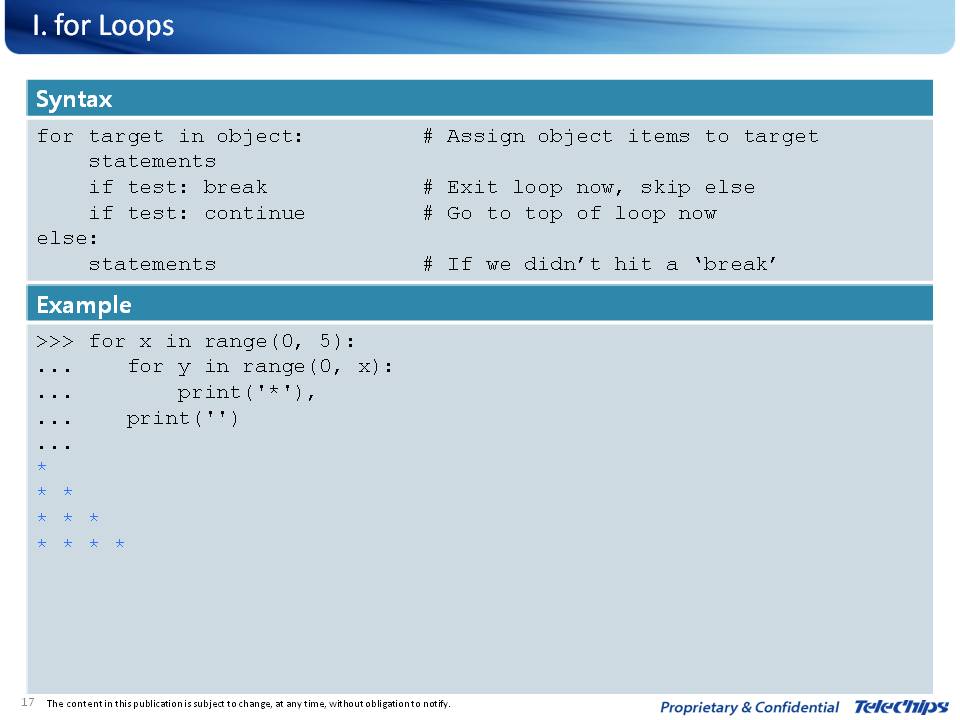 I. for Loops
Syntax
for target in object:          # Assign object items to target
    statements
    if test: break             # Exit loop now, skip else
    if test: continue          # Go to top of loop now
else:
    statements                 # If we didn’t hit a ‘break’
Example
>>> for x in range(0, 5):
...    for y in range(0, x):
...        print('*'),
...    print('')
...
*
* *
* * *
* * * *
17 The content in this publication is subject to change, at any time, without obligation to notify.
Proprietary & Confidential TeleChips